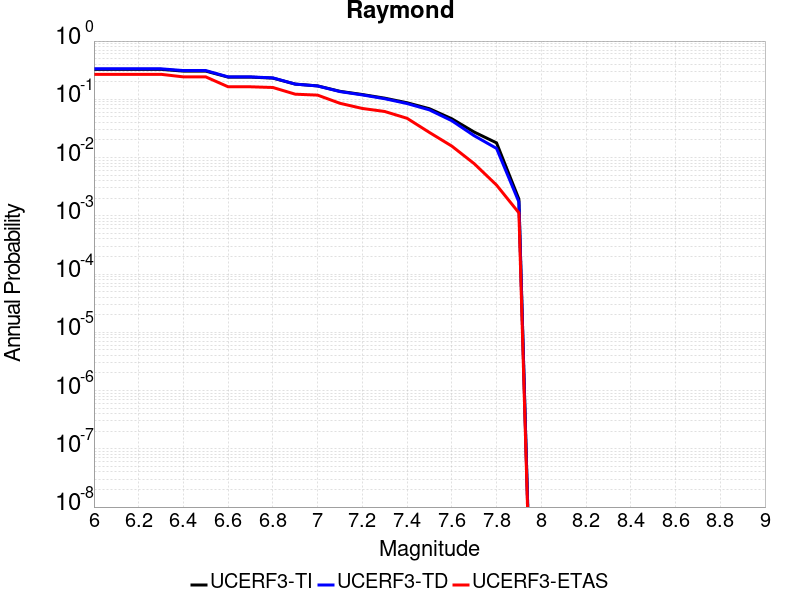 Raymond
10^0
10^-1
10^-2
10^-3
10^-4
10^-5
10^-6
10^-7
10^-8
Annual Probability
6 6.2 6.4 6.6 6.8 7 7.2 7.4 7.6 7.8 8 8.2 8.4 8.6 8.8 9
Magnitude
UCERF3-TI UCERF3-TD UCERF3-ETAS